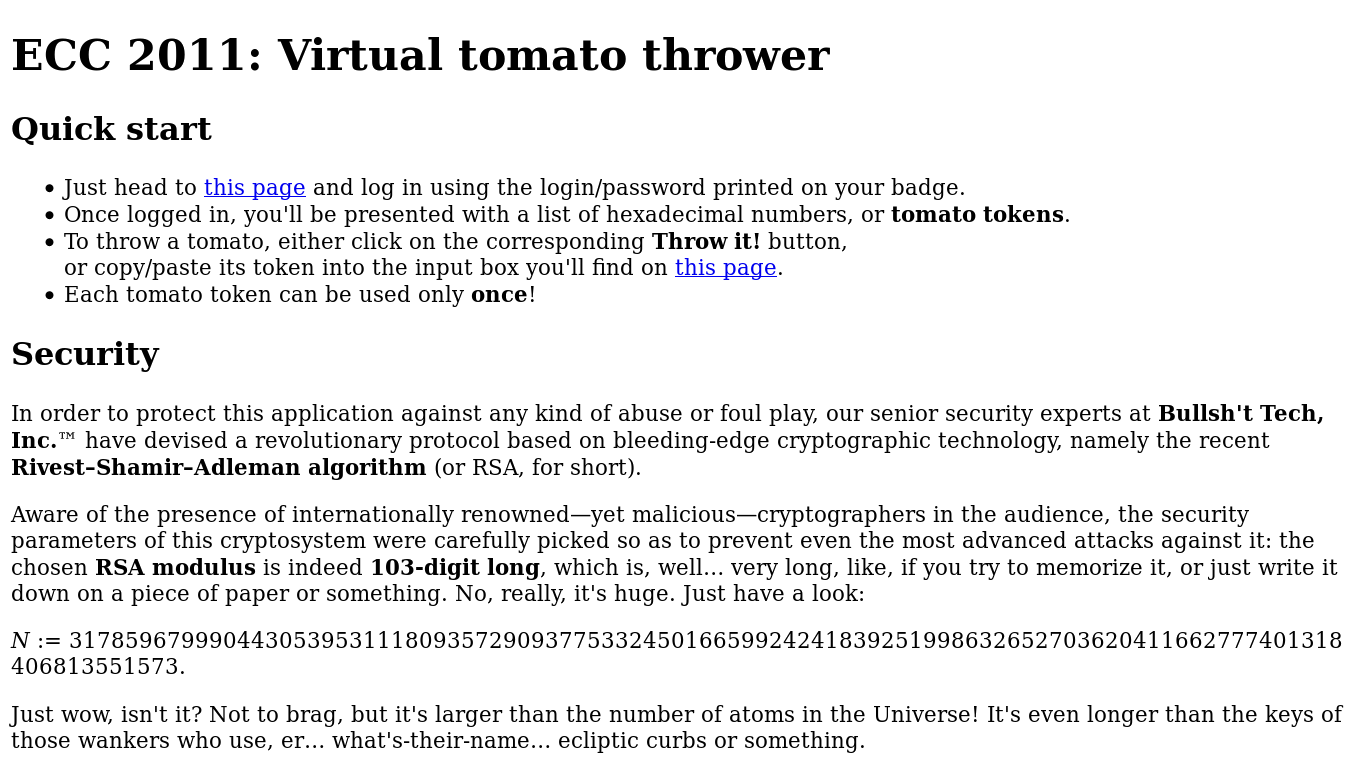 ECC 2011: Virtual tomato thrower
Quick start
• Just head to this page and log in using the login/password printed on your badge.
• Once logged in, you'll be presented with a list of hexadecimal numbers, or tomato tokens.
• To throw a tomato, either click on the corresponding Throw it! button,
or copy/paste its token into the input box you'll find on this page.
• Each tomato token can be used only once!
Security
In order to protect this application against any kind of abuse or foul play, our senior security experts at Bullsh't Tech,
Inc.™ have devised a revolutionary protocol based on bleeding-edge cryptographic technology, namely the recent
Rivest–Shamir–Adleman algorithm (or RSA, for short).
Aware of the presence of internationally renowned—yet malicious—cryptographers in the audience, the security
parameters of this cryptosystem were carefully picked so as to prevent even the most advanced attacks against it: the
chosen RSA modulus is indeed 103-digit long, which is, well… very long, like, if you try to memorize it, or just write it
down on a piece of paper or something. No, really, it's huge. Just have a look:
N := 3178596799904430539531118093572909377533245016659924241839251998632652703620411662777401318
406813551573.
Just wow, isn't it? Not to brag, but it's larger than the number of atoms in the Universe! It's even longer than the keys of
those wankers who use, er… what's-their-name… ecliptic curbs or something.